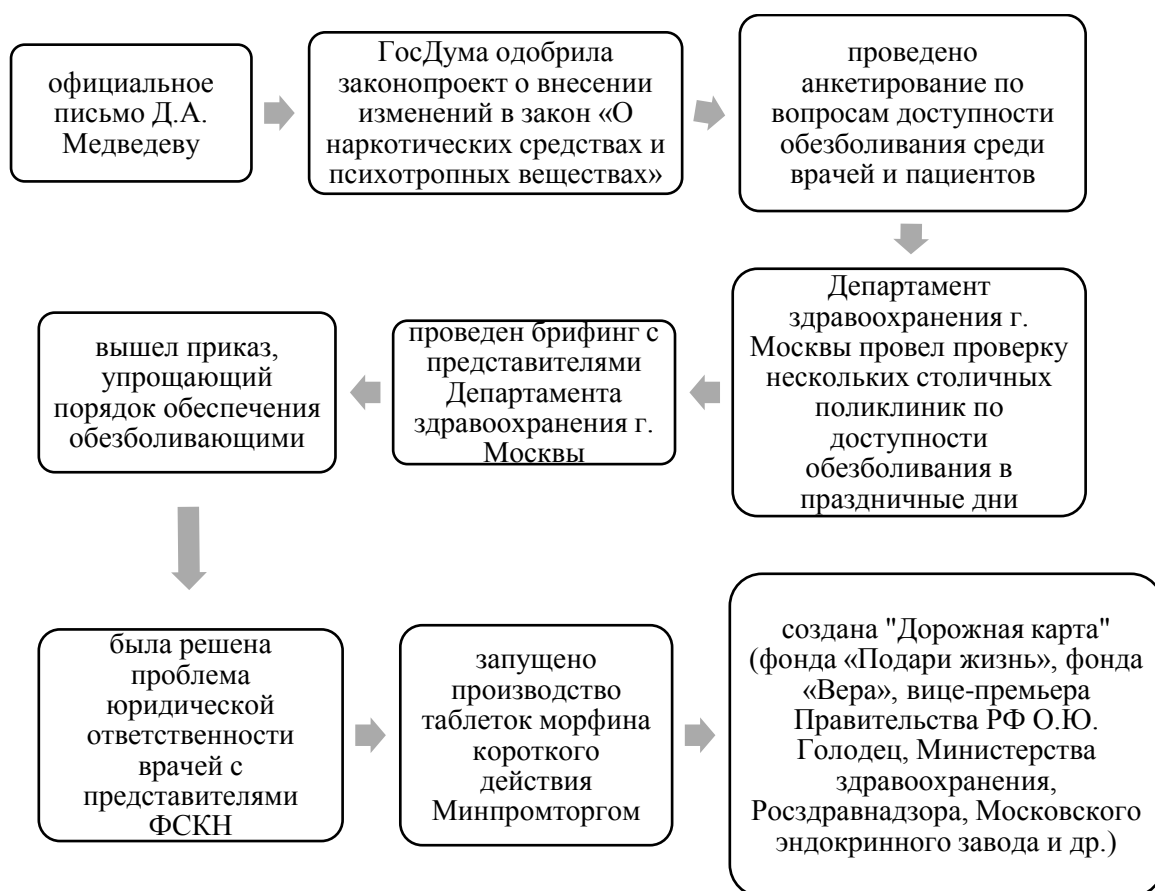 официальное
письмо Д.А.
Медведеву
ГосДума одобрила
законопроект о внесении
изменений в закон «О
наркотических средствах и
психотропных веществах»
проведено
анкетирование по
вопросам доступности
обезболивания среди
врачей и пациентов
Департамент
здравоохранения г.
Москвы провел проверку
нескольких столичных
поликлиник по
доступности
обезболивания в
праздничные дни
проведен брифинг с
представителями
Департамента
здравоохранения г.
Москвы
вышел приказ,
упрощающий
порядок обеспечения
обезболивающими
была решена
проблема
юридической
ответственности
врачей с
представителями
ФСКН
запущено
производство
таблеток морфина
короткого
действия
Минпромторгом
создана "Дорожная карта"
(фонда «Подари жизнь», фонда
«Вера», вице-премьера
Правительства РФ О.Ю.
Голодец, Министерства
здравоохранения,
Росздравнадзора, Московского
эндокринного завода и др.)